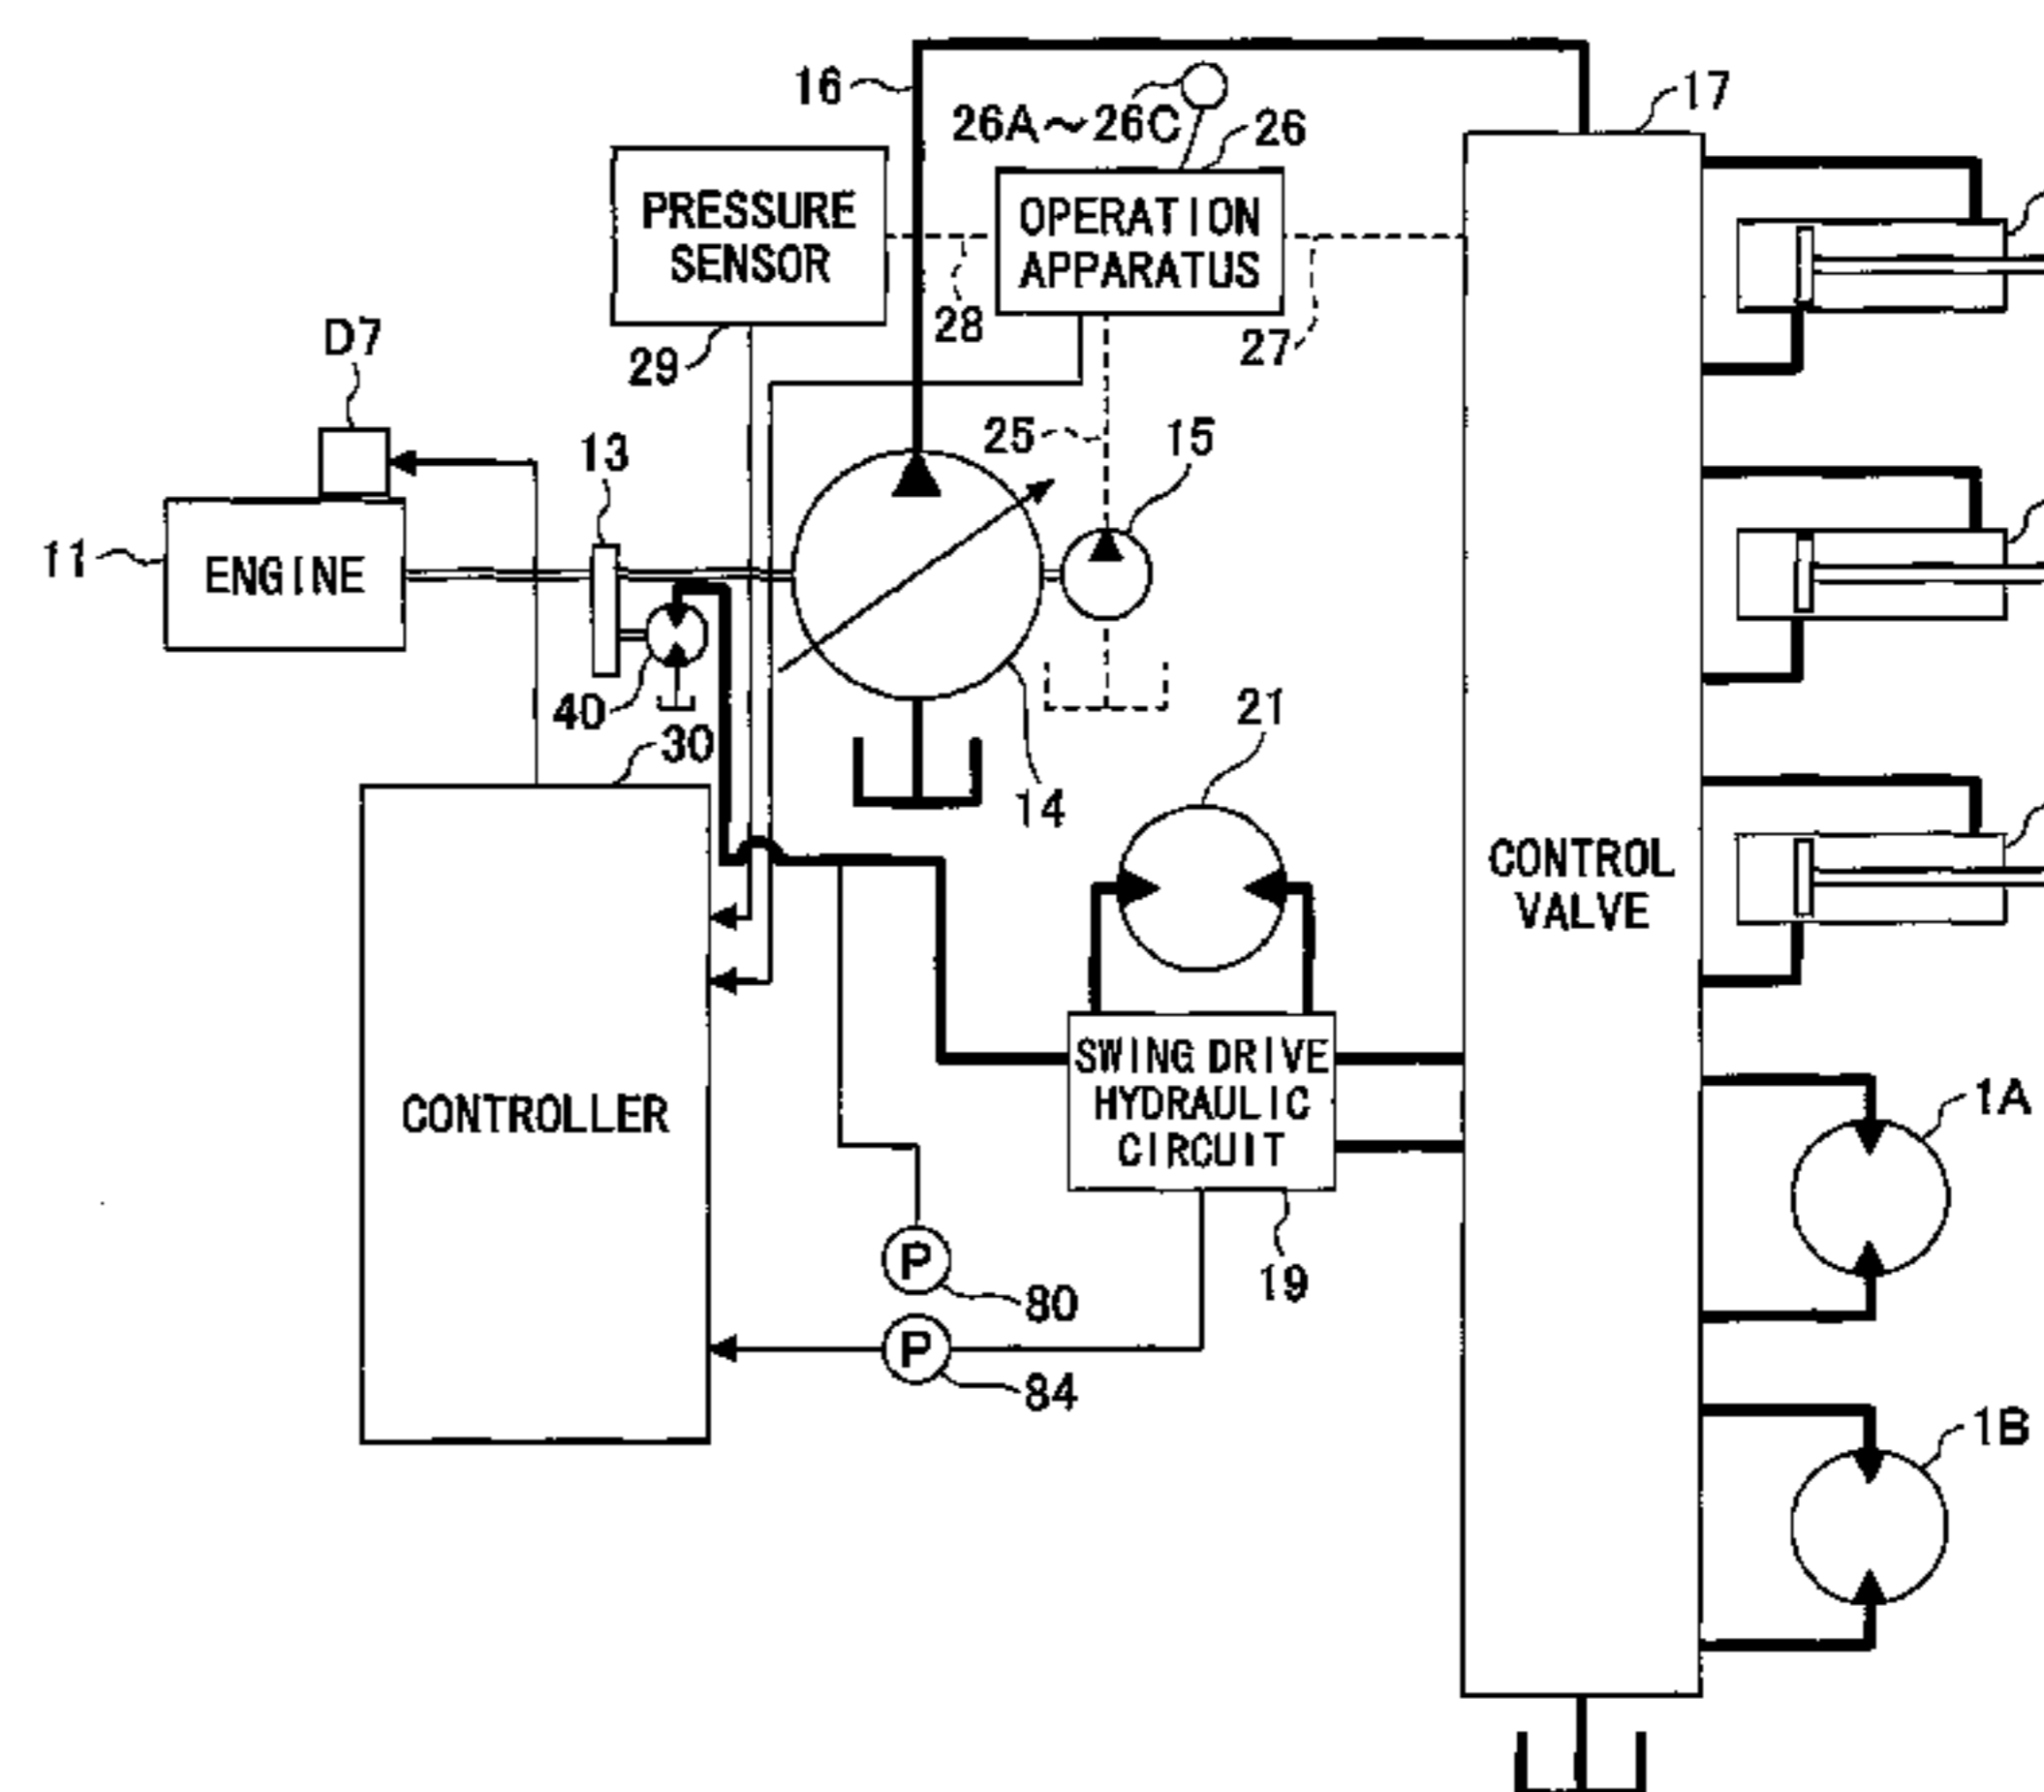 16
26A～26C
26
17
PRESSURE
SENSOR
OPERATION
APPARATUS
28
27
29
D7
13
25
15
11
ENGINE
40
30
14
21
CONTROL
VALVE
CONTROLLER
SWING DRIVE
HYDRAULIC
CIRCUIT
1A
19
80
84
1B
P
P